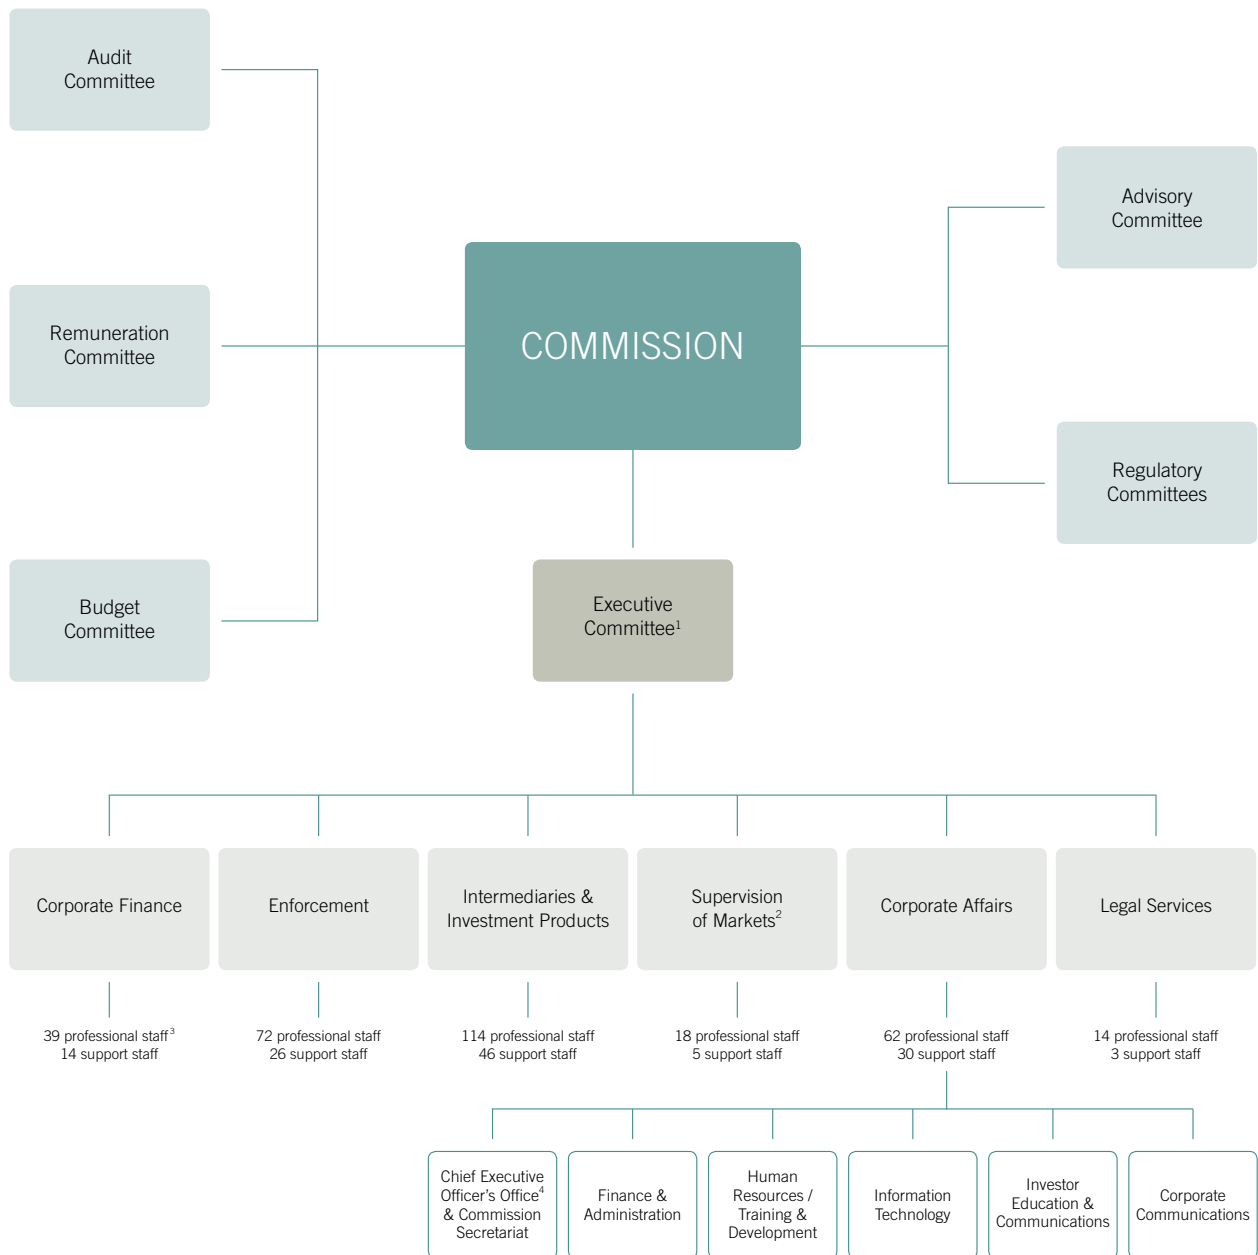 Audit
Committee
Advisory
Committee
Remuneration
Committee
COMMISSION
Regulatory
Committees
Budget
Committee
Executive
Committee¹
Corporate Finance
Enforcement
Intermediaries &
Investment Products
Supervision
of Markets²
Corporate Affairs
Legal Services
39 professional staff³
14 support staff
72 professional staff
26 support staff
114 professional staff
46 support staff
18 professional staff
5 support staff
62 professional staff
30 support staff
14 professional staff
3 support staff
Chief Executive
Officer's Office⁴
& Commission
Secretariat
Finance &
Administration
Human
Resources /
Training &
Development
Information
Technology
Investor
Education &
Communications
Corporate
Communications